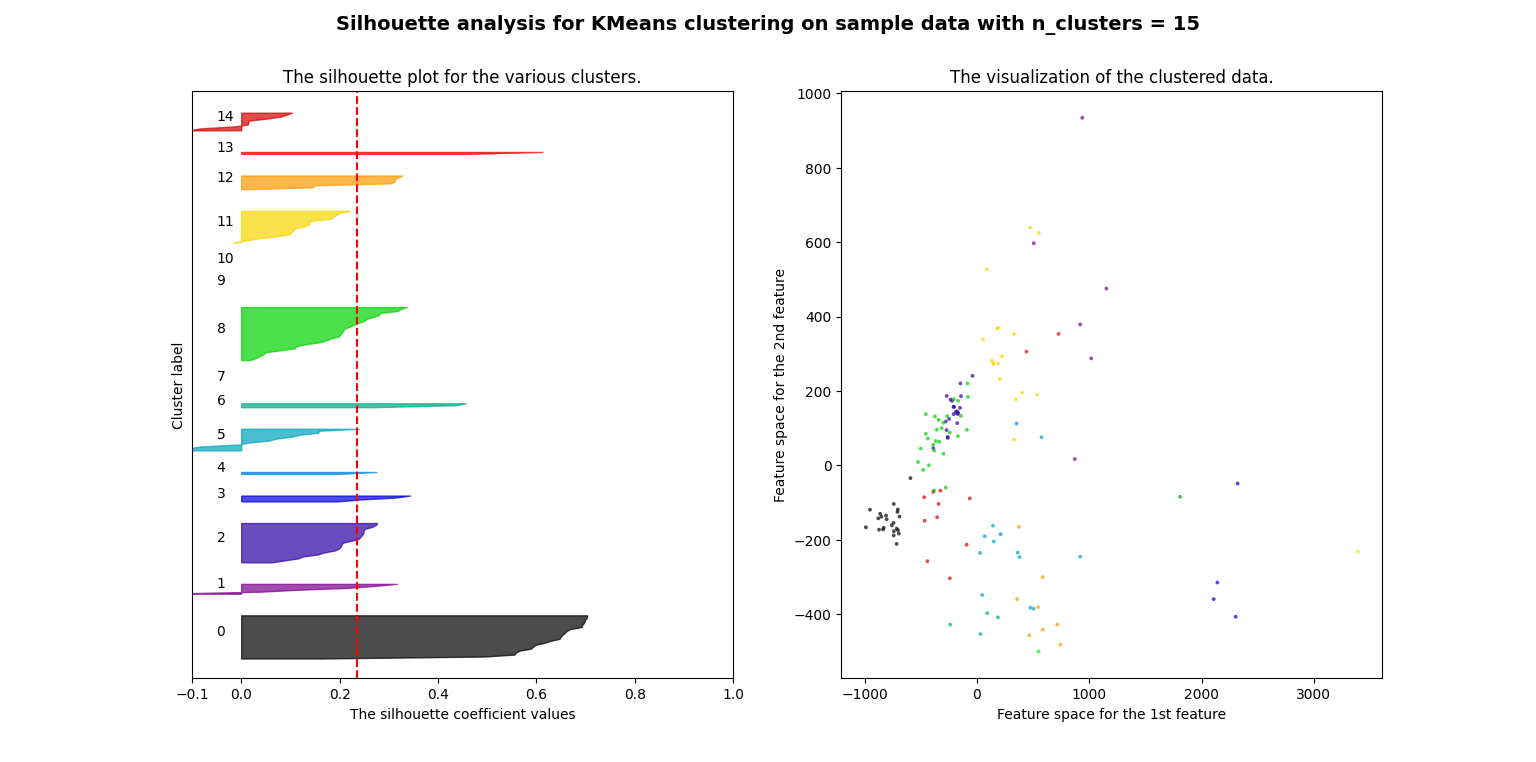 Silhouette analysis for KMeans clustering on sample data with n_clusters = 15
The silhouette plot for the various clusters.
Cluster label
14
13
12
11
10
9
8
7
6
5
4
3
2
1
0
−0.1 0.0 0.2 0.4 0.6 0.8 1.0
The silhouette coefficient values
The visualization of the clustered data.
Feature space for the 2nd feature
1000
800
600
400
200
0
−200
−400
−1000 0 1000 2000 3000
Feature space for the 1st feature